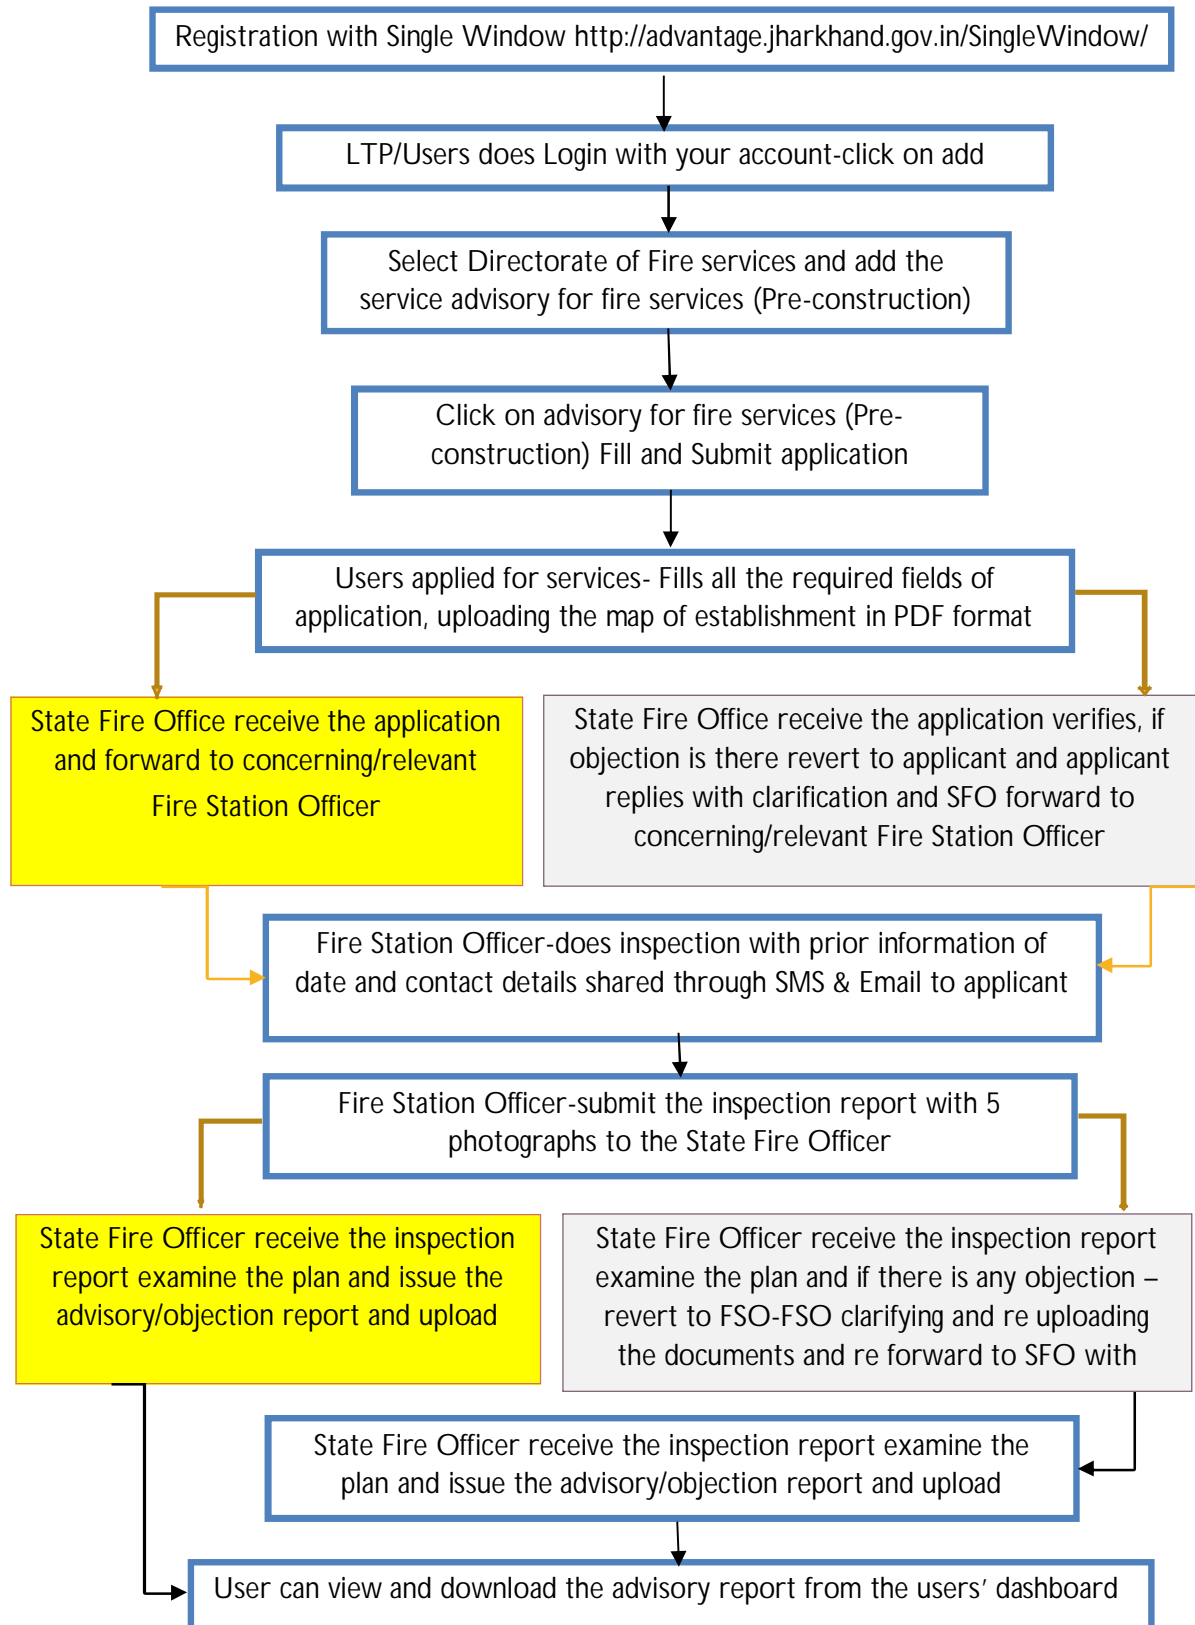 Registration with Single Window http://advantage.jharkhand.gov.in/SingleWindow/
LTP/Users does Login with your account-click on add
Select Directorate of Fire services and add the
service advisory for fire services (Pre-construction)
Click on advisory for fire services (Pre-
construction) Fill and Submit application
Users applied for services- Fills all the required fields of
application, uploading the map of establishment in PDF format
State Fire Office receive the application
and forward to concerning/relevant
Fire Station Officer
State Fire Office receive the application verifies, if
objection is there revert to applicant and applicant
replies with clarification and SFO forward to
concerning/relevant Fire Station Officer
Fire Station Officer-does inspection with prior information of
date and contact details shared through SMS & Email to applicant
Fire Station Officer-submit the inspection report with 5
photographs to the State Fire Officer
State Fire Officer receive the inspection
report examine the plan and issue the
advisory/objection report and upload
State Fire Officer receive the inspection report
examine the plan and if there is any objection –
revert to FSO-FSO clarifying and re uploading
the documents and re forward to SFO with
State Fire Officer receive the inspection report examine the
plan and issue the advisory/objection report and upload
User can view and download the advisory report from the users’ dashboard